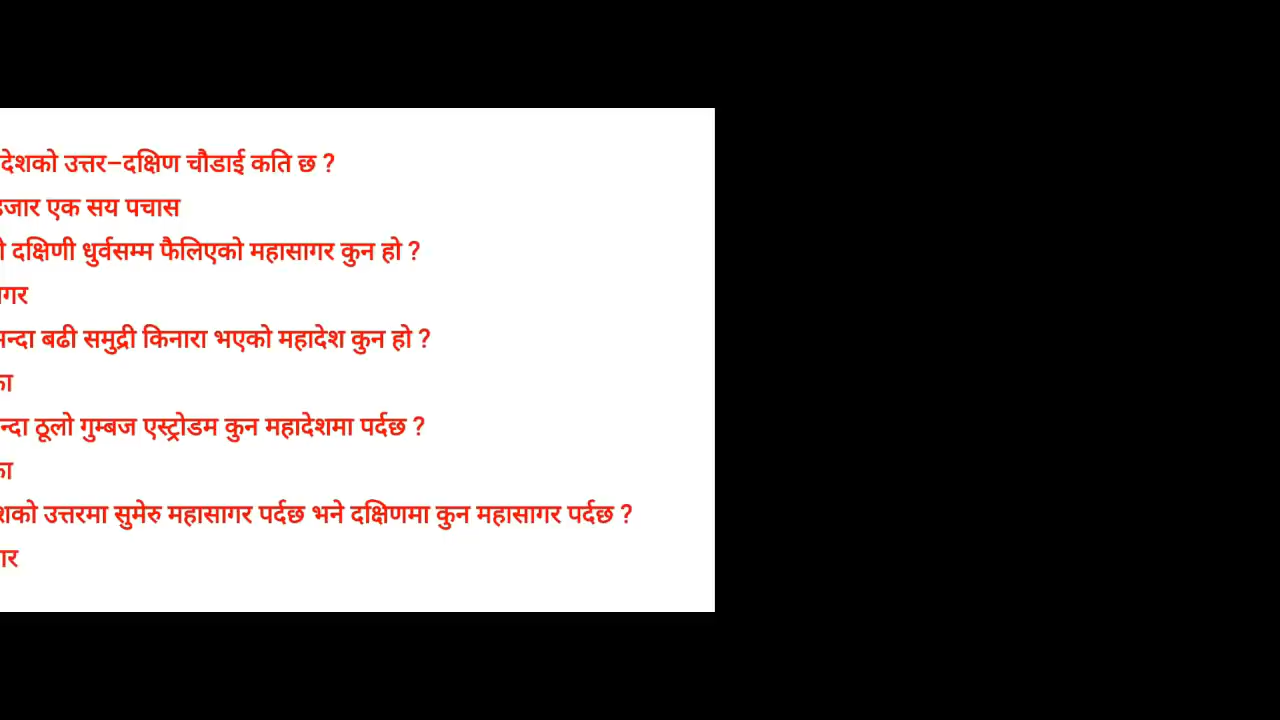 देशको उत्तर–दक्षिण चौडाई कति छ ?
हजार एक सय पचास
दक्षिणी धुर्वसम्म फैलिएको महासागर कुन हो ?
गर
न्दा बढी समुद्री किनारा भएको महादेश कुन हो ?
का
न्दा ठूलो गुम्बज एस्ट्रोडम कुन महादेशमा पर्दछ ?
का
शको उत्तरमा सुमेरु महासागर पर्दछ भने दक्षिणमा कुन महासागर पर्दछ ?
ार